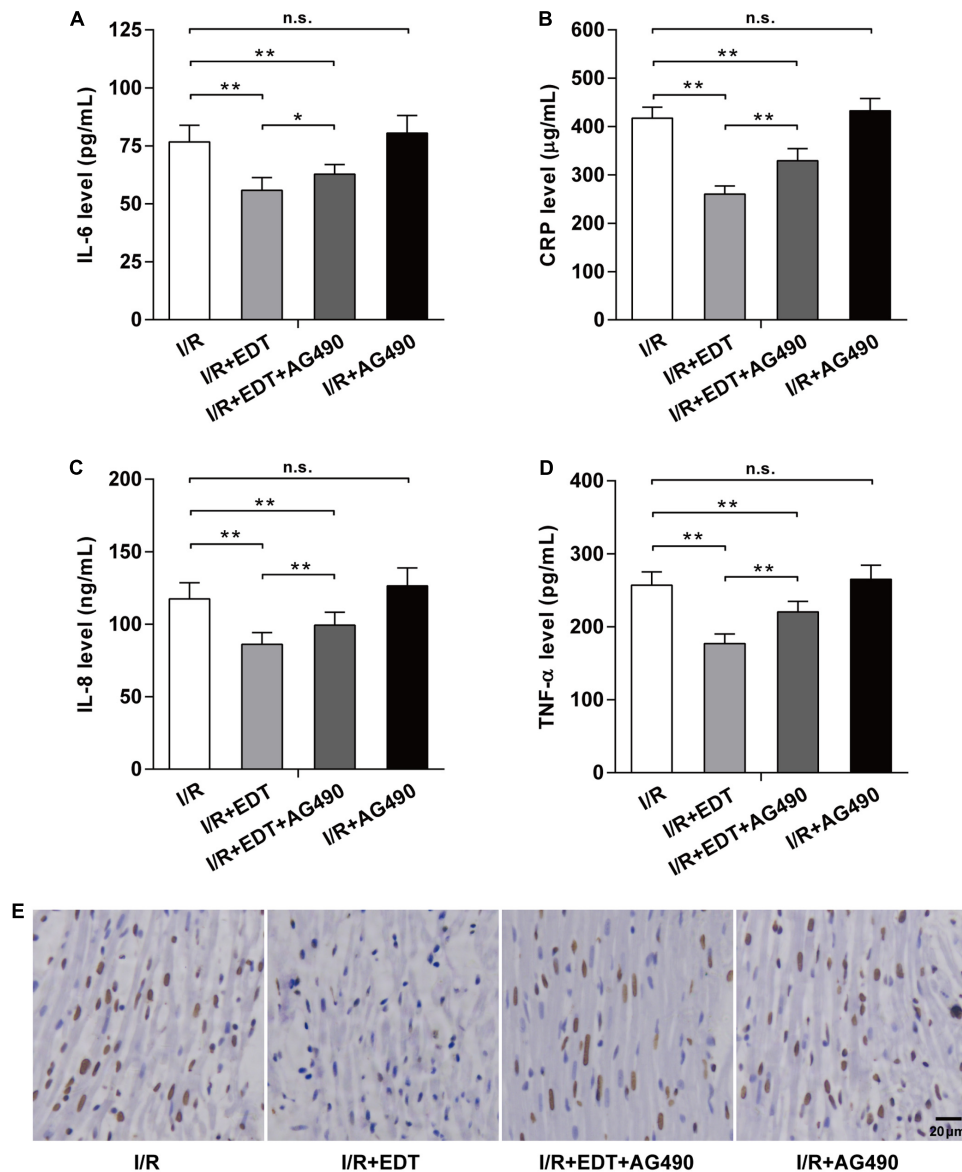 A
IL-6 level (pg/mL)
125
100
75
50
25
0
n.s.
**
**
*
I/R
I/R+EDT
I/R+EDT+AG490
I/R+AG490
B
CRP level (μg/mL)
600
500
400
300
200
100
0
n.s.
**
**
**
I/R
I/R+EDT
I/R+EDT+AG490
I/R+AG490
C
IL-8 level (ng/mL)
200
150
100
50
0
n.s.
**
**
**
I/R
I/R+EDT
I/R+EDT+AG490
I/R+AG490
D
TNF-α level (pg/mL)
400
300
200
100
0
n.s.
**
**
**
I/R
I/R+EDT
I/R+EDT+AG490
I/R+AG490
E
20 μm
I/R
I/R+EDT
I/R+EDT+AG490
I/R+AG490